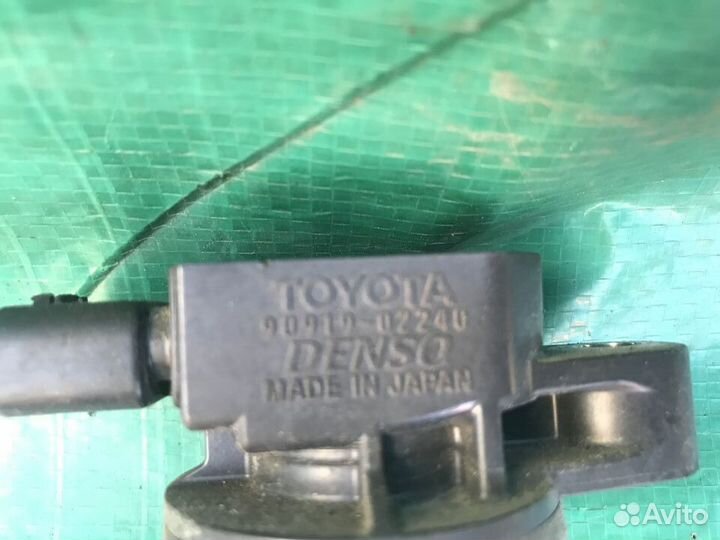 TOYOTA
90919-02240
DENSO
MADE IN JAPAN
Avito